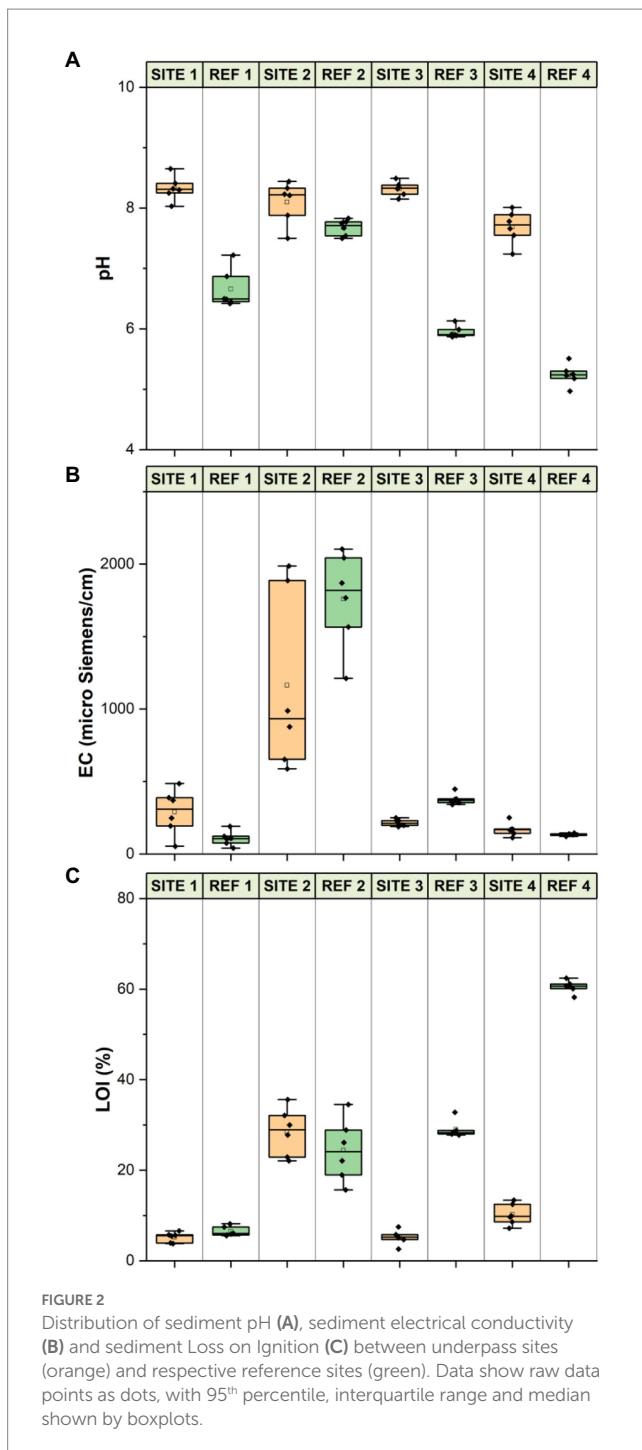 A
SITE 1 REF 1 SITE 2 REF 2 SITE 3 REF 3 SITE 4 REF 4
10
8
6
4
pH
B
SITE 1 REF 1 SITE 2 REF 2 SITE 3 REF 3 SITE 4 REF 4
2000
1000
0
EC (micro Siemens/cm)
C
SITE 1 REF 1 SITE 2 REF 2 SITE 3 REF 3 SITE 4 REF 4
80
60
40
20
0
LOI (%)
FIGURE 2
Distribution of sediment pH (A), sediment electrical conductivity
(B) and sediment Loss on Ignition (C) between underpass sites
(orange) and respective reference sites (green). Data show raw data
points as dots, with 95th percentile, interquartile range and median
shown by boxplots.